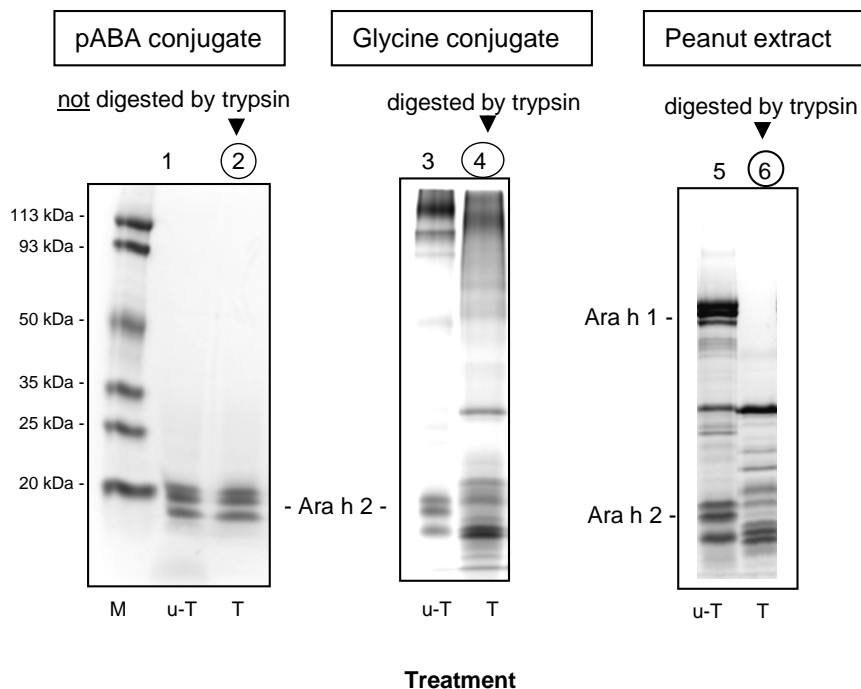 pABA conjugate
Glycine conjugate
Peanut extract
not digested by trypsin
digested by trypsin
digested by trypsin
1 2
3 4
5 6
113 kDa -
93 kDa -
50 kDa -
35 kDa -
25 kDa -
20 kDa -
- Ara h 2 -
Ara h 1 -
Ara h 2 -
M u-T T
u-T T
u-T T
Treatment